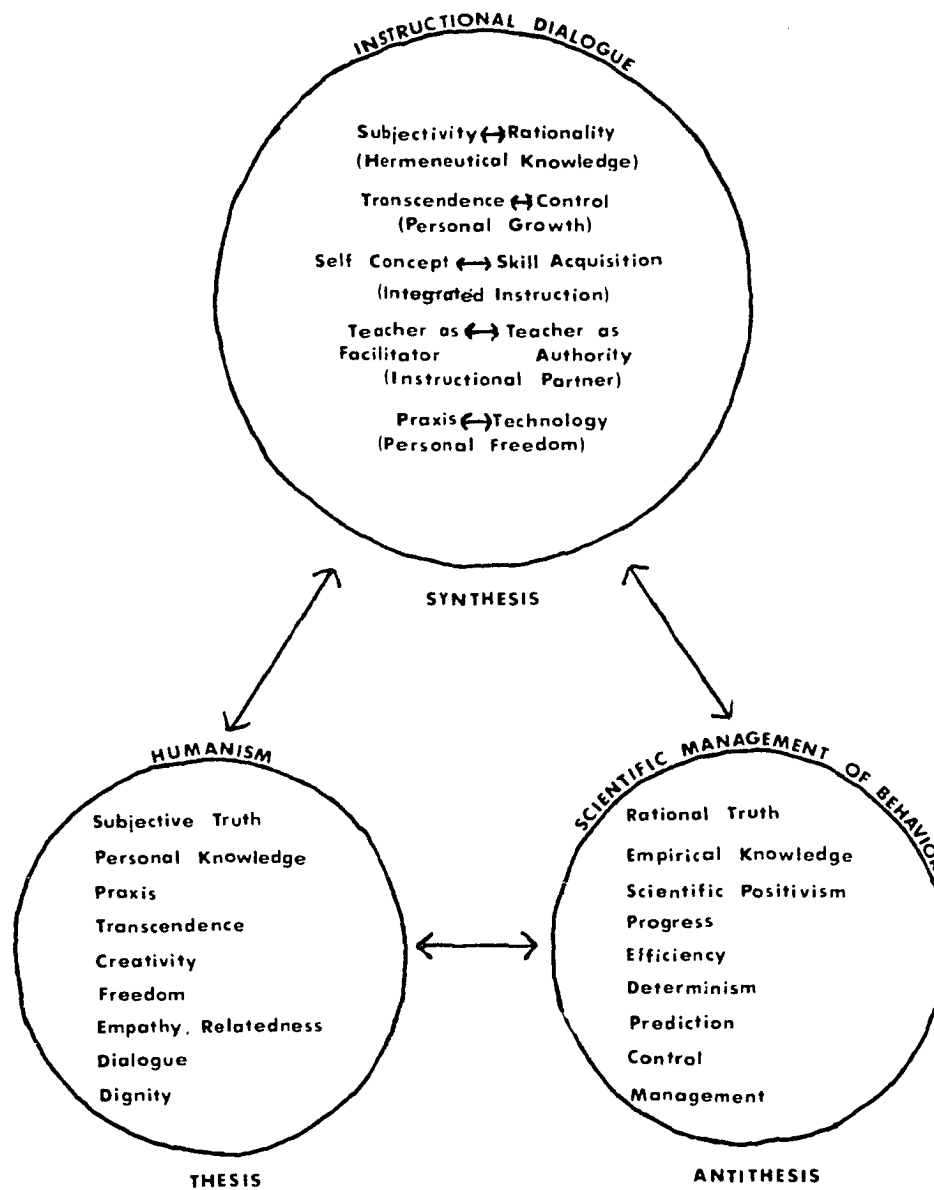 INSTRUCTIONAL DIALOGUE
Subjectivity ↔ Rationality
(Hermeneutical Knowledge)
Transcendence ↔ Control
(Personal Growth)
Self Concept ↔ Skill Acquisition
(Integrated Instruction)
Teacher as ↔ Teacher as
Facilitator Authority
(Instructional Partner)
Praxis ↔ Technology
(Personal Freedom)
SYNTHESIS
HUMANISM
Subjective Truth
Personal Knowledge
Praxis
Transcendence
Creativity
Freedom
Empathy, Relatedness
Dialogue
Dignity
THESIS
SCIENTIFIC MANAGEMENT OF BEHAVIOR
Rational Truth
Empirical Knowledge
Scientific Positivism
Progress
Efficiency
Determinism
Prediction
Control
Management
ANTITHESIS